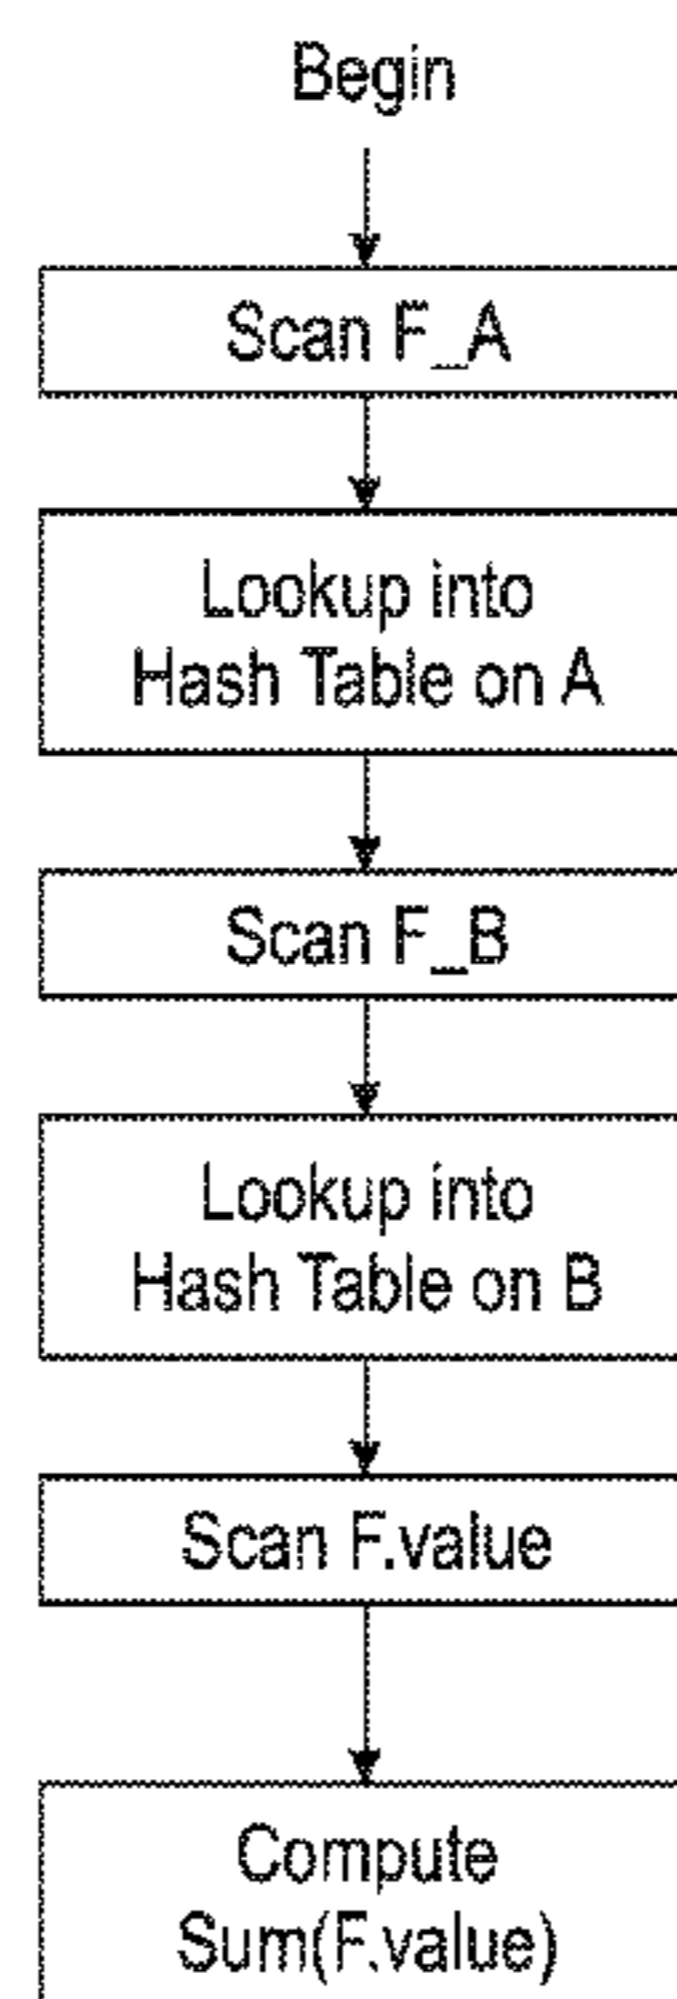 Begin
Scan F_A
Lookup into
Hash Table on A
Scan F_B
Lookup into
Hash Table on B
Scan F.value
Compute
Sum(F.value)